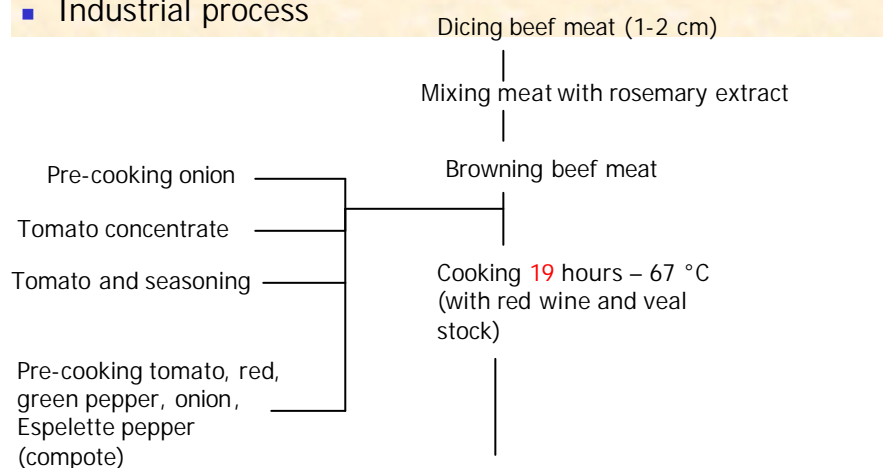 Industrial process
Dicing beef meat (1-2 cm)
Mixing meat with rosemary extract
Browning beef meat
Pre-cooking onion
Tomato concentrate
Tomato and seasoning
Pre-cooking tomato, red,
green pepper, onion,
Espelette pepper
(compote)
Cooking 19 hours – 67 °C
(with red wine and veal
stock)